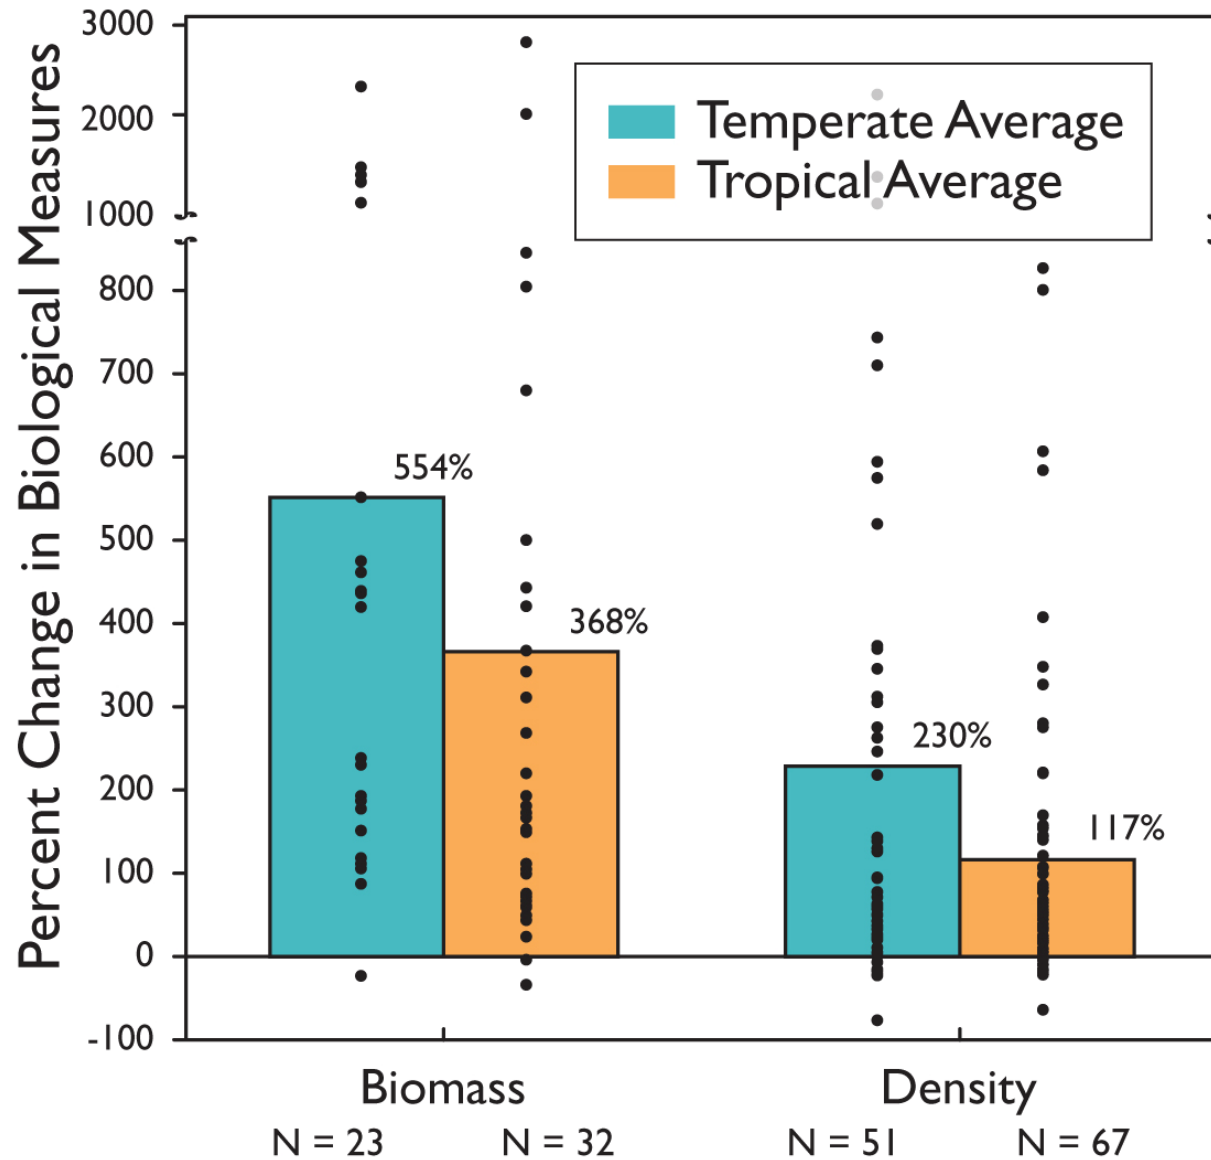 Percent Change in Biological Measures
3000
2000
1000
800
700
600
500
400
300
200
100
0
-100
Temperate Average
Tropical Average
554%
368%
230%
117%
Biomass
Density
N = 23
N = 32
N = 51
N = 67